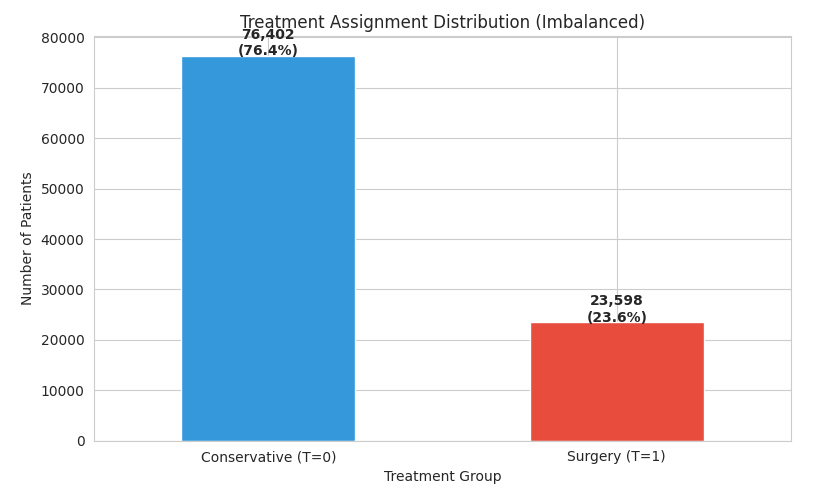 Treatment Assignment Distribution (Imbalanced)
76,402
(76.4%)
80000
70000
60000
50000
40000
30000
20000
10000
0
Number of Patients
23,598
(23.6%)
Conservative (T=0)
Surgery (T=1)
Treatment Group